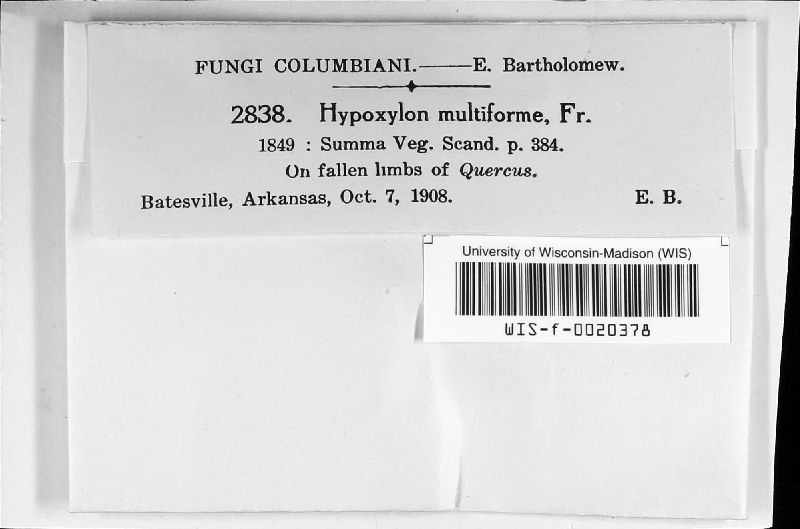 FUNGI COLUMBIANI.——E. Bartholomew.
2838. Hypoxylon multiforme, Fr.
1849 : Summa Veg. Scand. p. 384.
On fallen limbs of Quercus.
Batesville, Arkansas, Oct. 7, 1908. E. B.
University of Wisconsin-Madison (WIS)
WIS-f-0020378